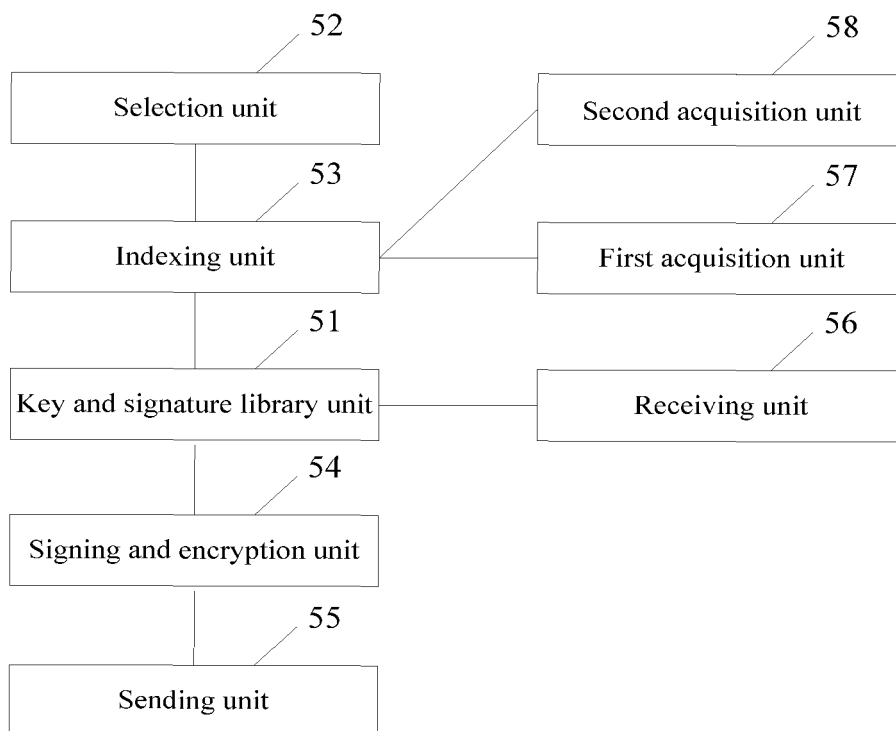 52
Selection unit
58
Second acquisition unit
53
Indexing unit
57
First acquisition unit
51
Key and signature library unit
56
Receiving unit
54
Signing and encryption unit
55
Sending unit